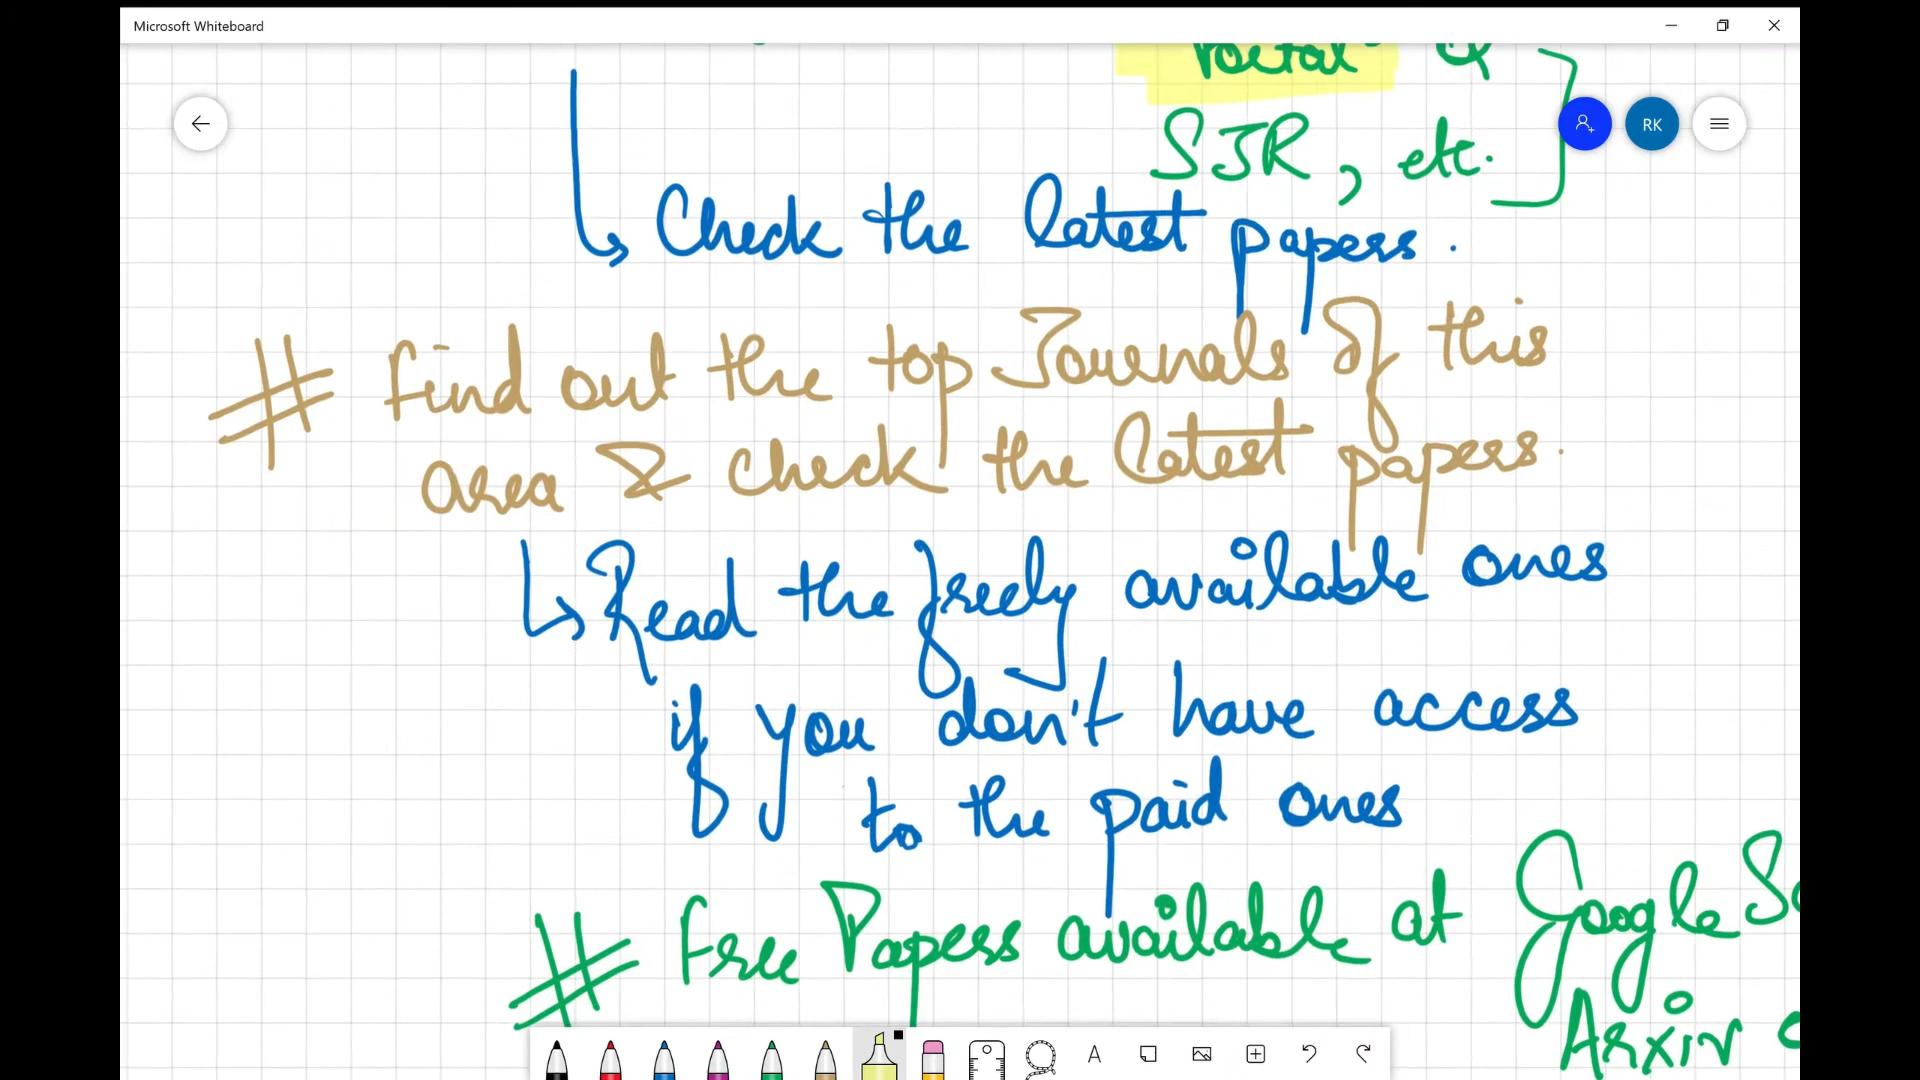 Microsoft Whiteboard
Portal &
SJR, etc.
RK
Check the latest papers.
# Find out the top Journals of this
area & check the latest papers.
Read the freely available ones
if you don't have access
to the paid ones
# Free Papers available at Google
Arxiv